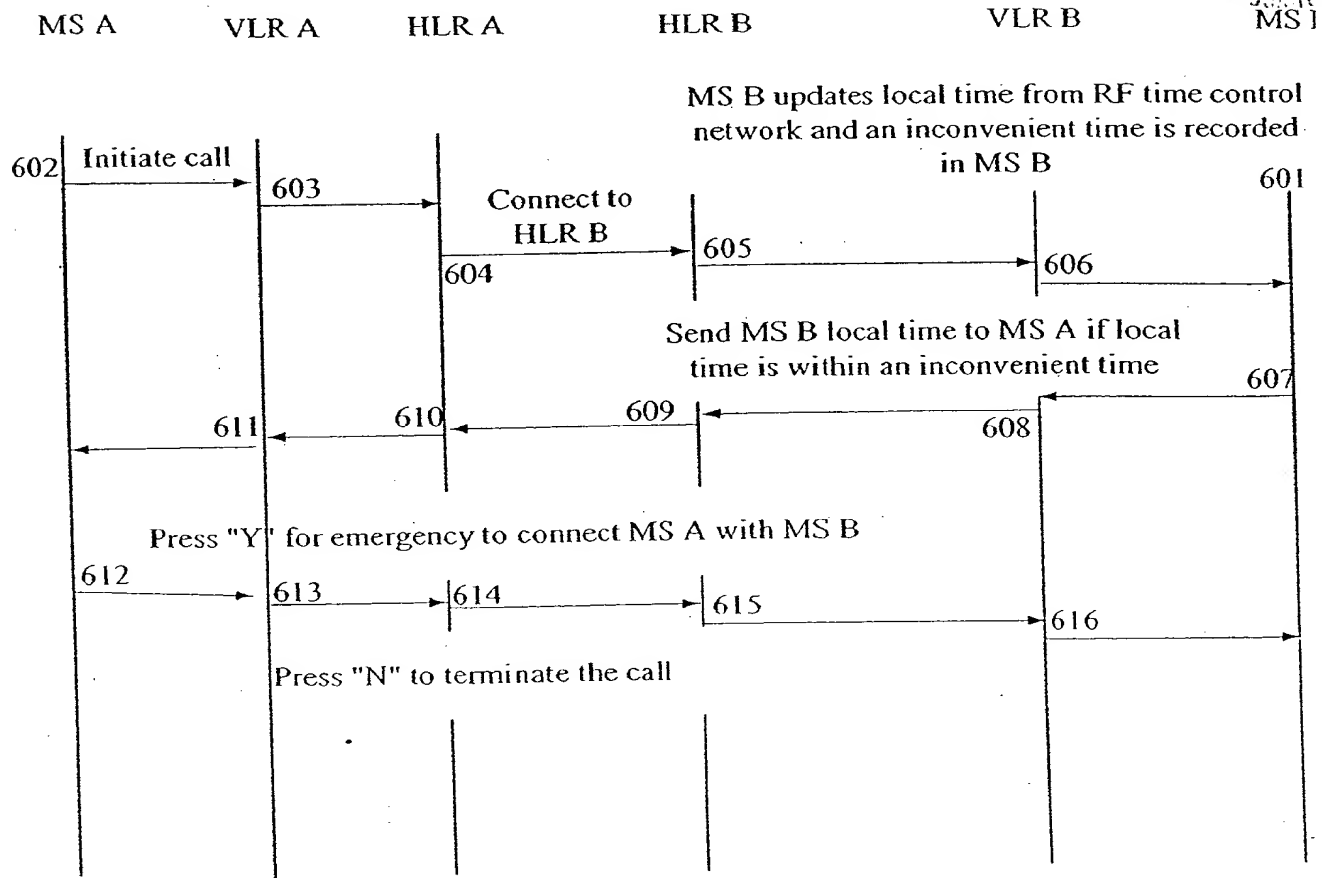 MS A VLR A HLR A HLR B VLR B MS
MS B updates local time from RF time control
network and an inconvenient time is recorded
in MS B
601
602 Initiate call
603
Connect to
HLR B
604
605
606
Send MS B local time to MS A if local
time is within an inconvenient time
607
608
609
610
611
Press "Y" for emergency to connect MS A with MS B
612
613
614
615
616
Press "N" to terminate the call